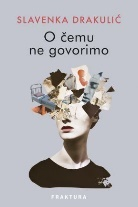 SLAVENKA DRAKULIĆ
O čemu
ne govorimo
FRAKTURA